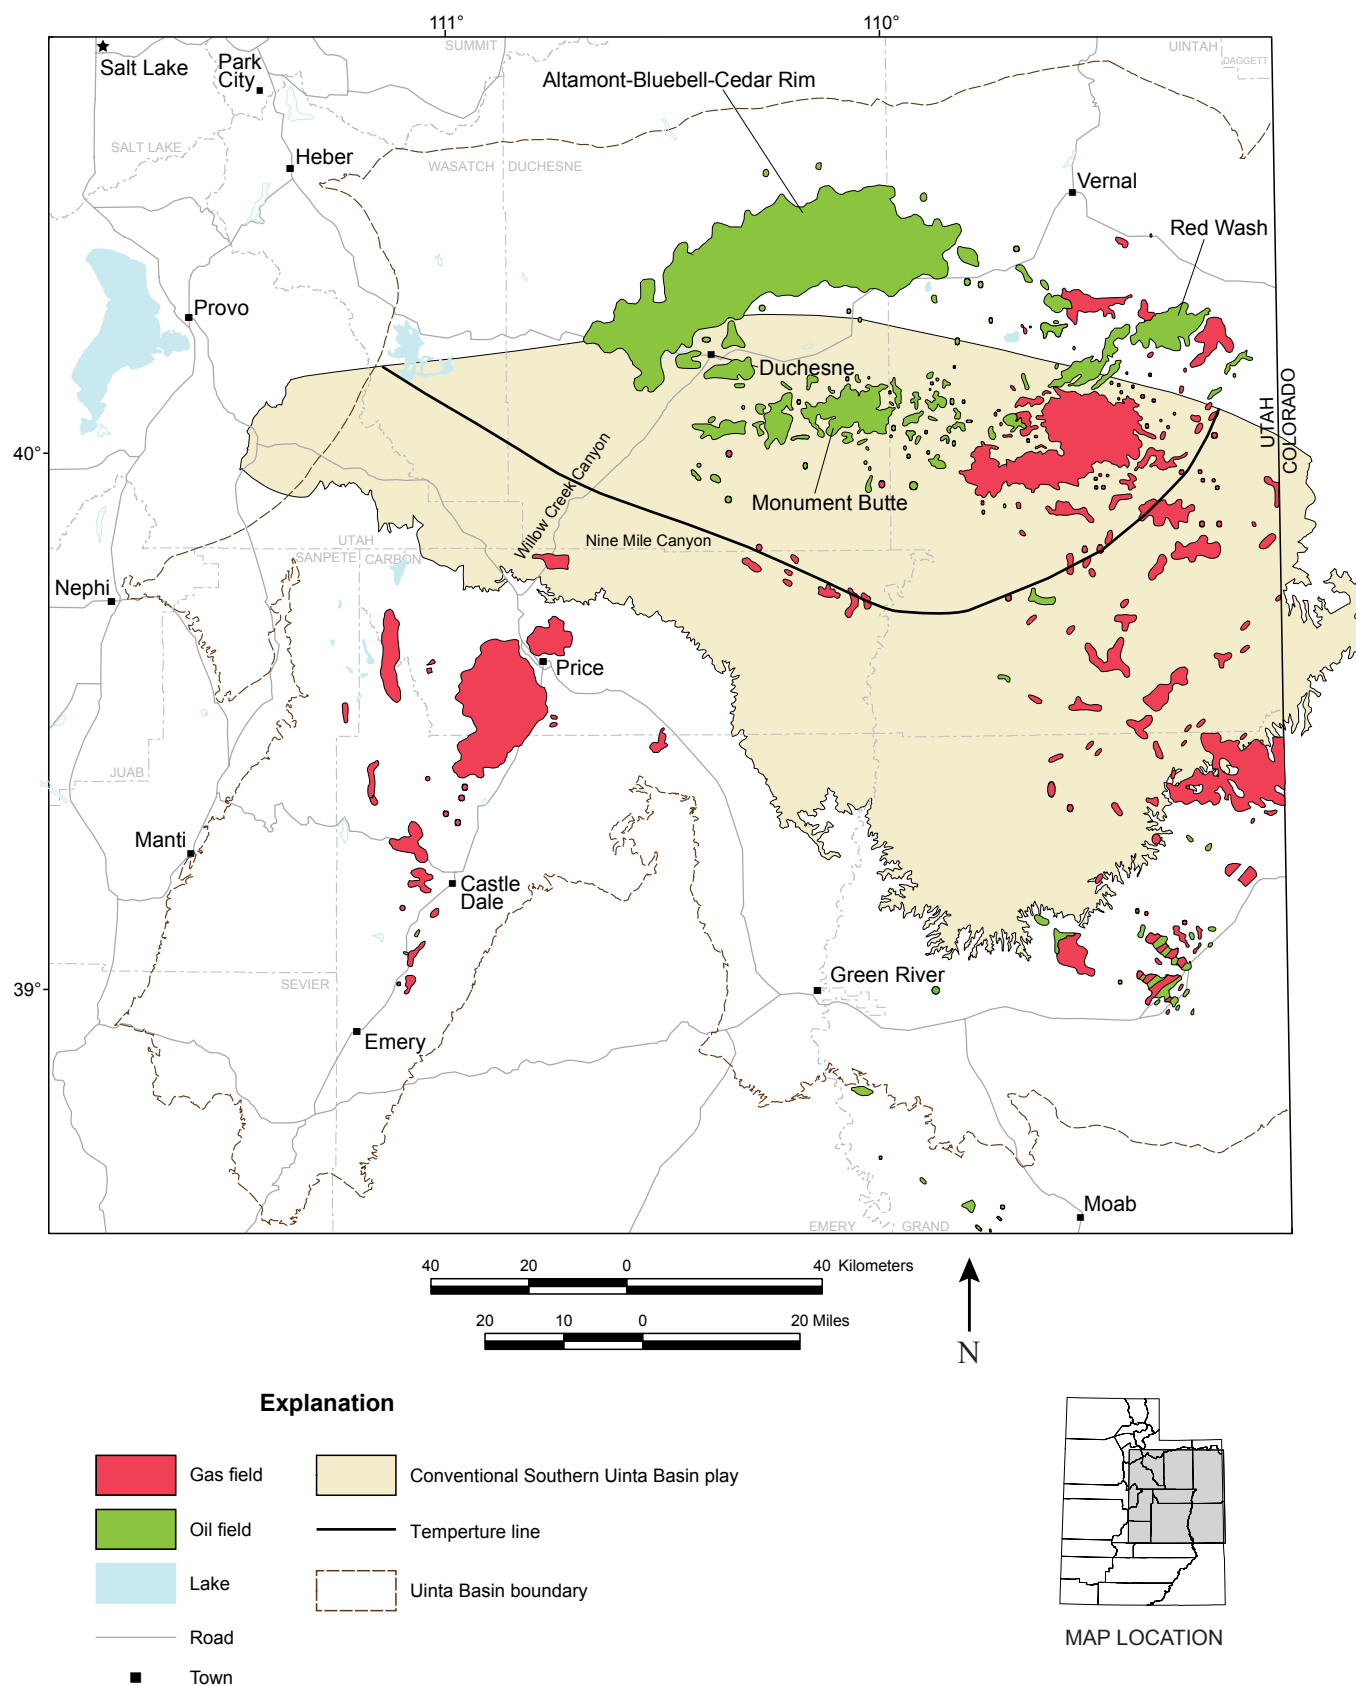 111°
110°
SUMMIT
UINTAH
DAGGETT
Salt Lake
Park
City
Altamont-Bluebell-Cedar Rim
SALT LAKE
Heber
WASATCH
DUCHESNE
Vernal
Red Wash
Provo
Duchesne
UTAH
COLORADO
40°
Willow Creek Canyon
Monument Butte
Nine Mile Canyon
UTAH
SANPETE
CARBON
Nephi
Price
JUAB
Manti
Castle
Dale
39°
SEVIER
Green River
Emery
Moab
EMERY
GRAND
40 20 0 40 Kilometers
20 10 0 20 Miles
N
Explanation
Gas field
Conventional Southern Uinta Basin play
Oil field
Temperture line
Lake
Uinta Basin boundary
Road
Town
MAP LOCATION